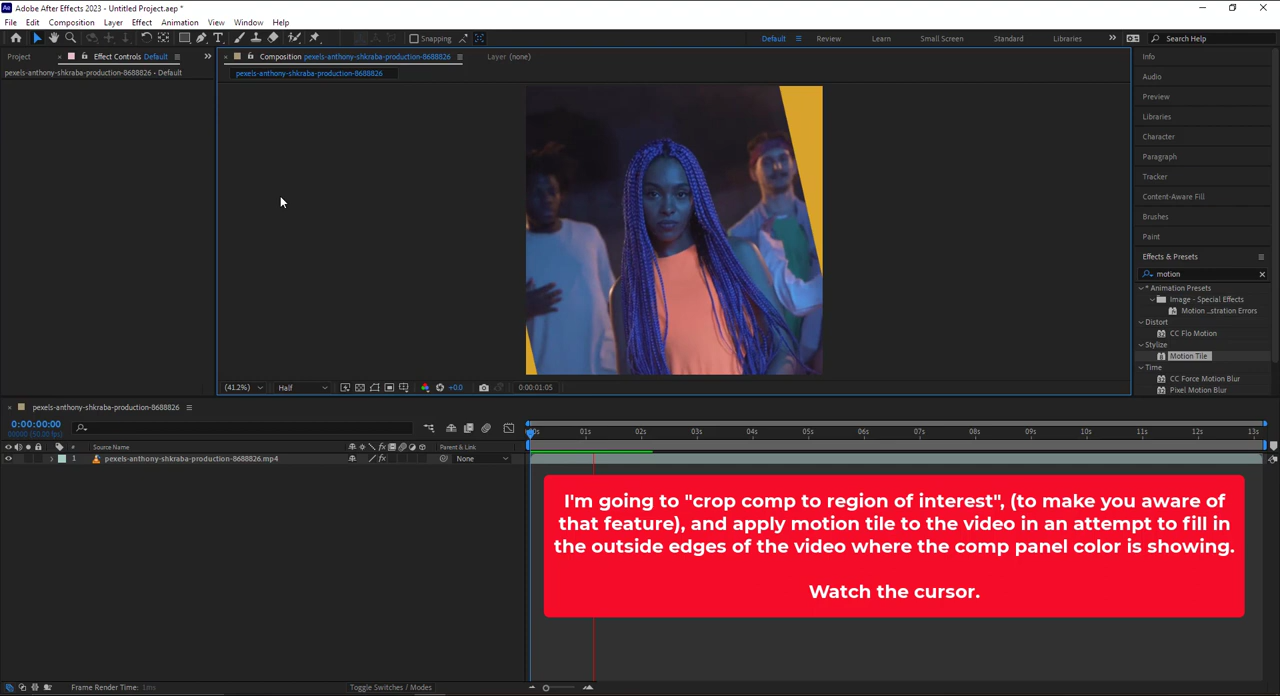 Adobe After Effects 2023 - Untitled Project.aep *
File Edit Composition Layer Effect Animation View Window Help
Snapping Default Review Learn Small Screen Standard Libraries Search Help
Project Effect Controls Default
Composition pexels-anthony-shkraba-production-8688826 Layer (none)
pexels-anthony-shkraba-production-8688826 • Default
pexels-anthony-shkraba-production-8688826
Info
Audio
Preview
Libraries
Character
Paragraph
Tracker
Content-Aware Fill
Brushes
Paint
Effects & Presets
motion
* Animation Presets
Image - Special Effects
Motion ...stration Errors
Distort
CC Flo Motion
Stylize
Motion Tile
Time
CC Force Motion Blur
Pixel Motion Blur
(41.2%) Half +0.0 0:00:01:05
pexels-anthony-shkraba-production-8688826
0:00:00:00
00000 (50.00 fps)
01s 02s 03s 04s 05s 06s 07s 08s 09s 10s 11s 12s 13s
# Source Name Parent & Link
1 pexels-anthony-shkraba-production-8688826.mp4 None
I'm going to "crop comp to region of interest", (to make you aware of
that feature), and apply motion tile to the video in an attempt to fill in
the outside edges of the video where the comp panel color is showing.
Watch the cursor.
Frame Render Time: 1ms Toggle Switches / Modes